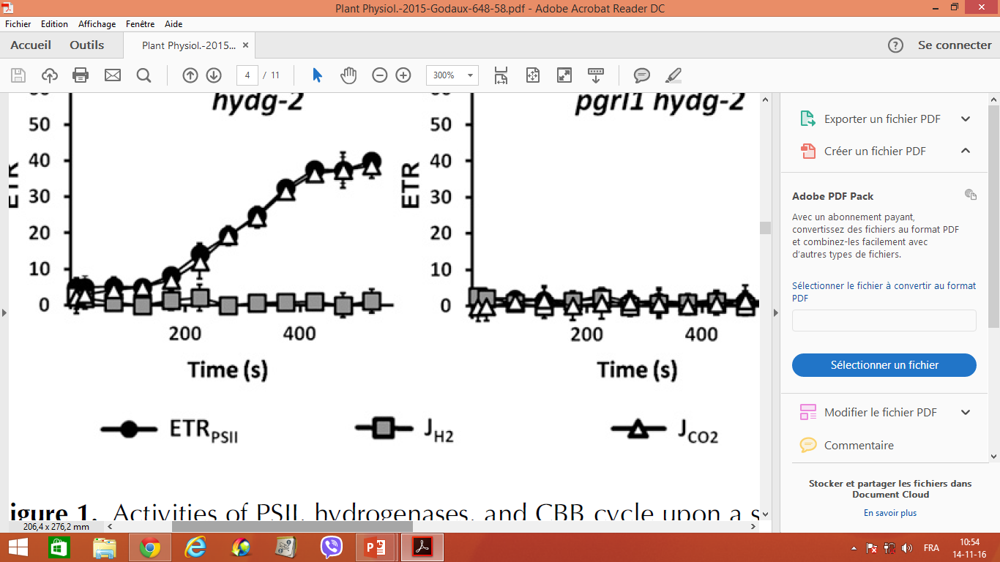 Plant Physiol.-2015-Godaux-648-58.pdf - Adobe Acrobat Reader DC
Fichier Edition Affichage Fenêtre Aide
Accueil Outils Plant Physiol.-2015... × ? Se connecter
4 / 11 300%
hydg-2
50
40
30
20
10
0
ETR
200 400
Time (s)
pgrl1 hydg-2
50
40
30
20
10
0
ETR
200 400
Time (s)
ETRPSII JH2 JCO2
igure 1. Activities of PSII, hydrogenases, and CBB cycle upon a s
206,4 x 276,2 mm
Exporter un fichier PDF
Créer un fichier PDF
Adobe PDF Pack
Avec un abonnement payant,
convertissez des fichiers au format PDF
et combinez-les facilement avec
d'autres types de fichiers.
Sélectionner le fichier à convertir au format
PDF
Sélectionner un fichier
Modifier le fichier PDF
Commentaire
Stocker et partager les fichiers dans
Document Cloud
En savoir plus
FRA
10:54
14-11-16